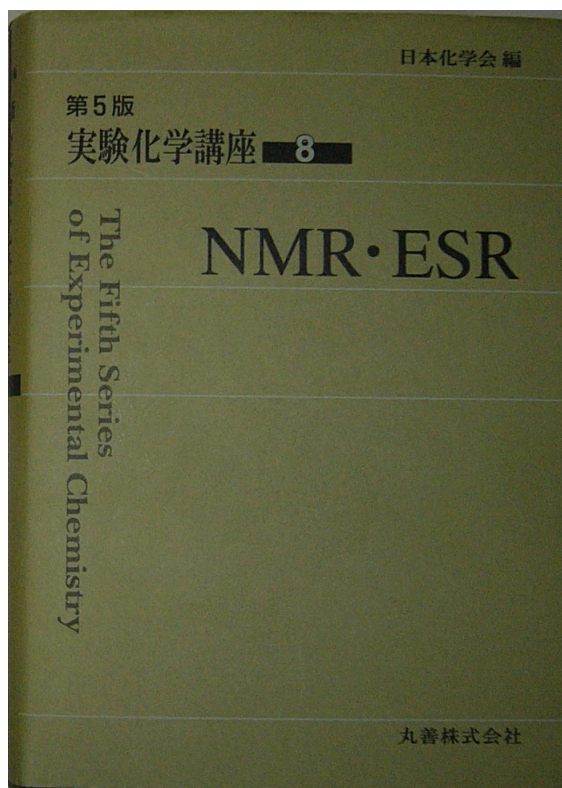 日本化学会 編
第5版
実験化学講座 8
NMR・ESR
The Fifth Series
of Experimental Chemistry
丸善株式会社